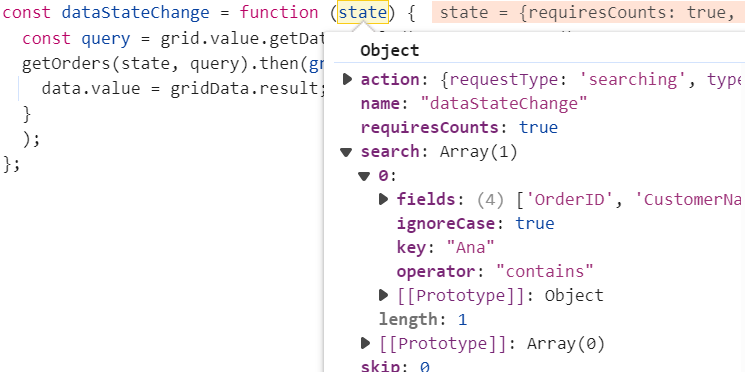 const dataStateChange = function (state) { state = {requiresCounts: true,
const query = grid.value.getDat
getOrders(state, query).then(gr
data.value = gridData.result;
}
);
};
Object
action: {requestType: 'searching', type
name: "dataStateChange"
requiresCounts: true
search: Array(1)
0:
fields: (4) ['OrderID', 'CustomerNa
ignoreCase: true
key: "Ana"
operator: "contains"
[[Prototype]]: Object
length: 1
[[Prototype]]: Array(0)
skip: 0